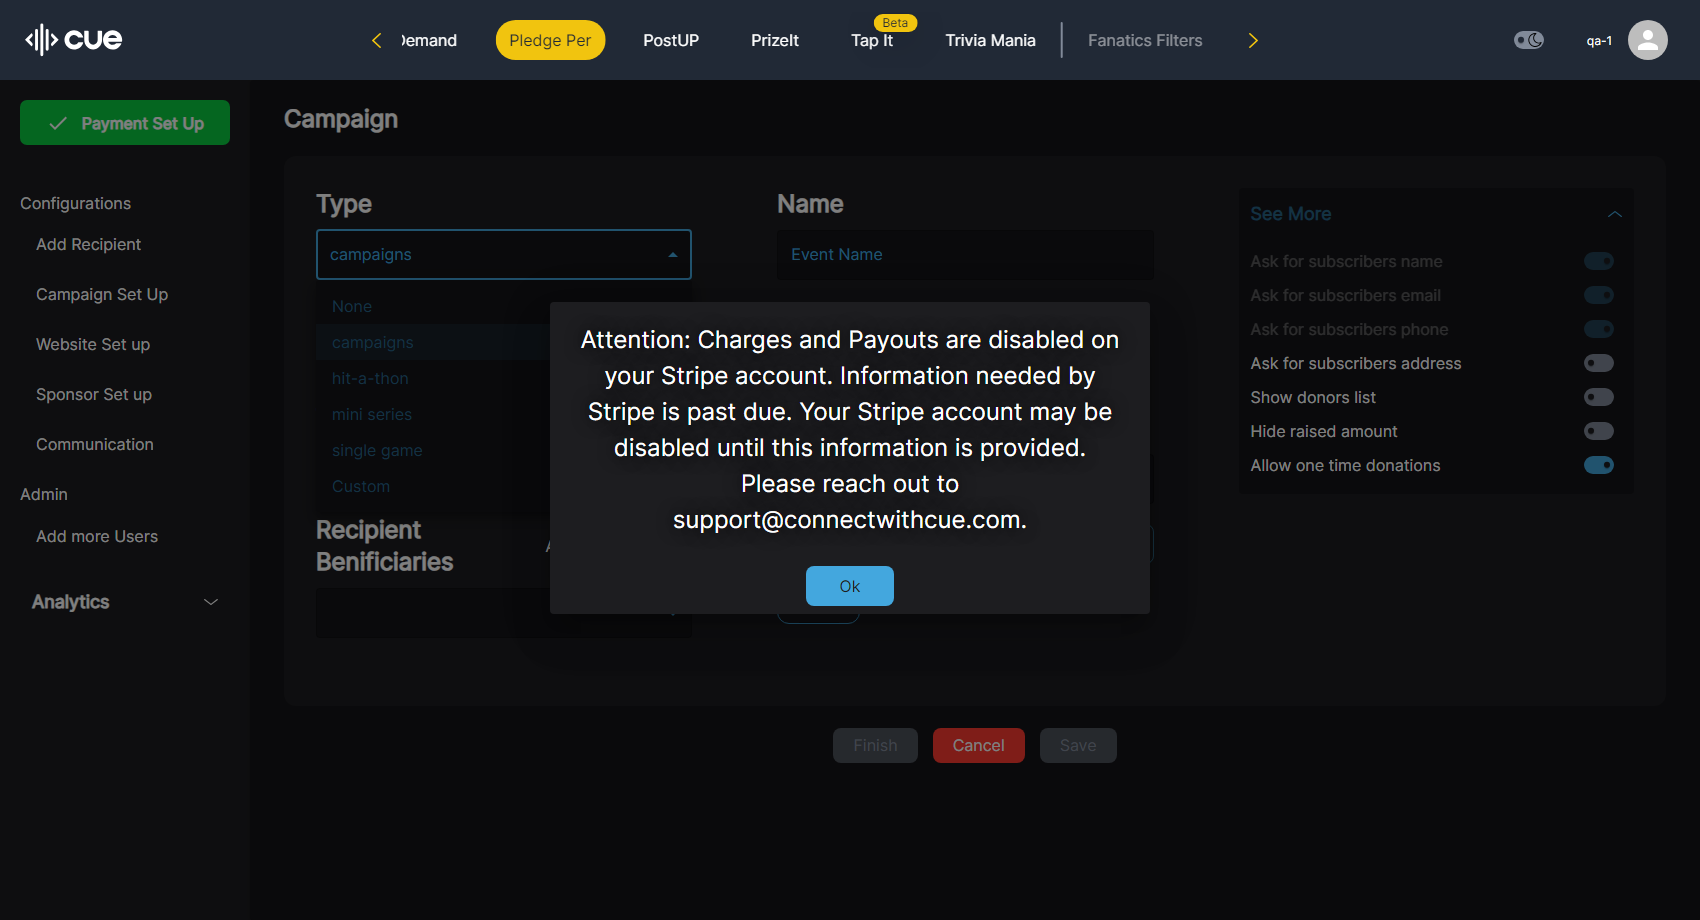 cue
Demand
Pledge Per
PostUP
PrizeIt
Tap It
Beta
Trivia Mania
Fanatics Filters
qa-1
Payment Set Up
Configurations
Add Recipient
Campaign Set Up
Website Set up
Sponsor Set up
Communication
Admin
Add more Users
Analytics
Campaign
Type
campaigns
None
campaigns
hit-a-thon
mini series
single game
Custom
Recipient
Benificiaries
Name
Event Name
See More
Ask for subscribers name
Ask for subscribers email
Ask for subscribers phone
Ask for subscribers address
Show donors list
Hide raised amount
Allow one time donations
Attention: Charges and Payouts are disabled on
your Stripe account. Information needed by
Stripe is past due. Your Stripe account may be
disabled until this information is provided.
Please reach out to
support@connectwithcue.com.
Ok
Finish
Cancel
Save